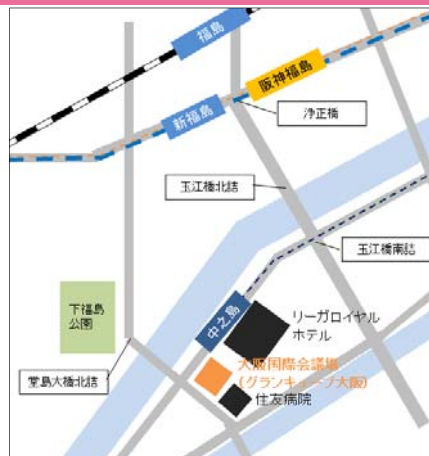 福島
阪神福島
新福島
浄正橋
玉江橋北詰
玉江橋南詰
中之島
リーガロイヤル
ホテル
下福島
公園
大阪国際会議場
(グランキューブ大阪)
住友病院
堂島大橋北詰